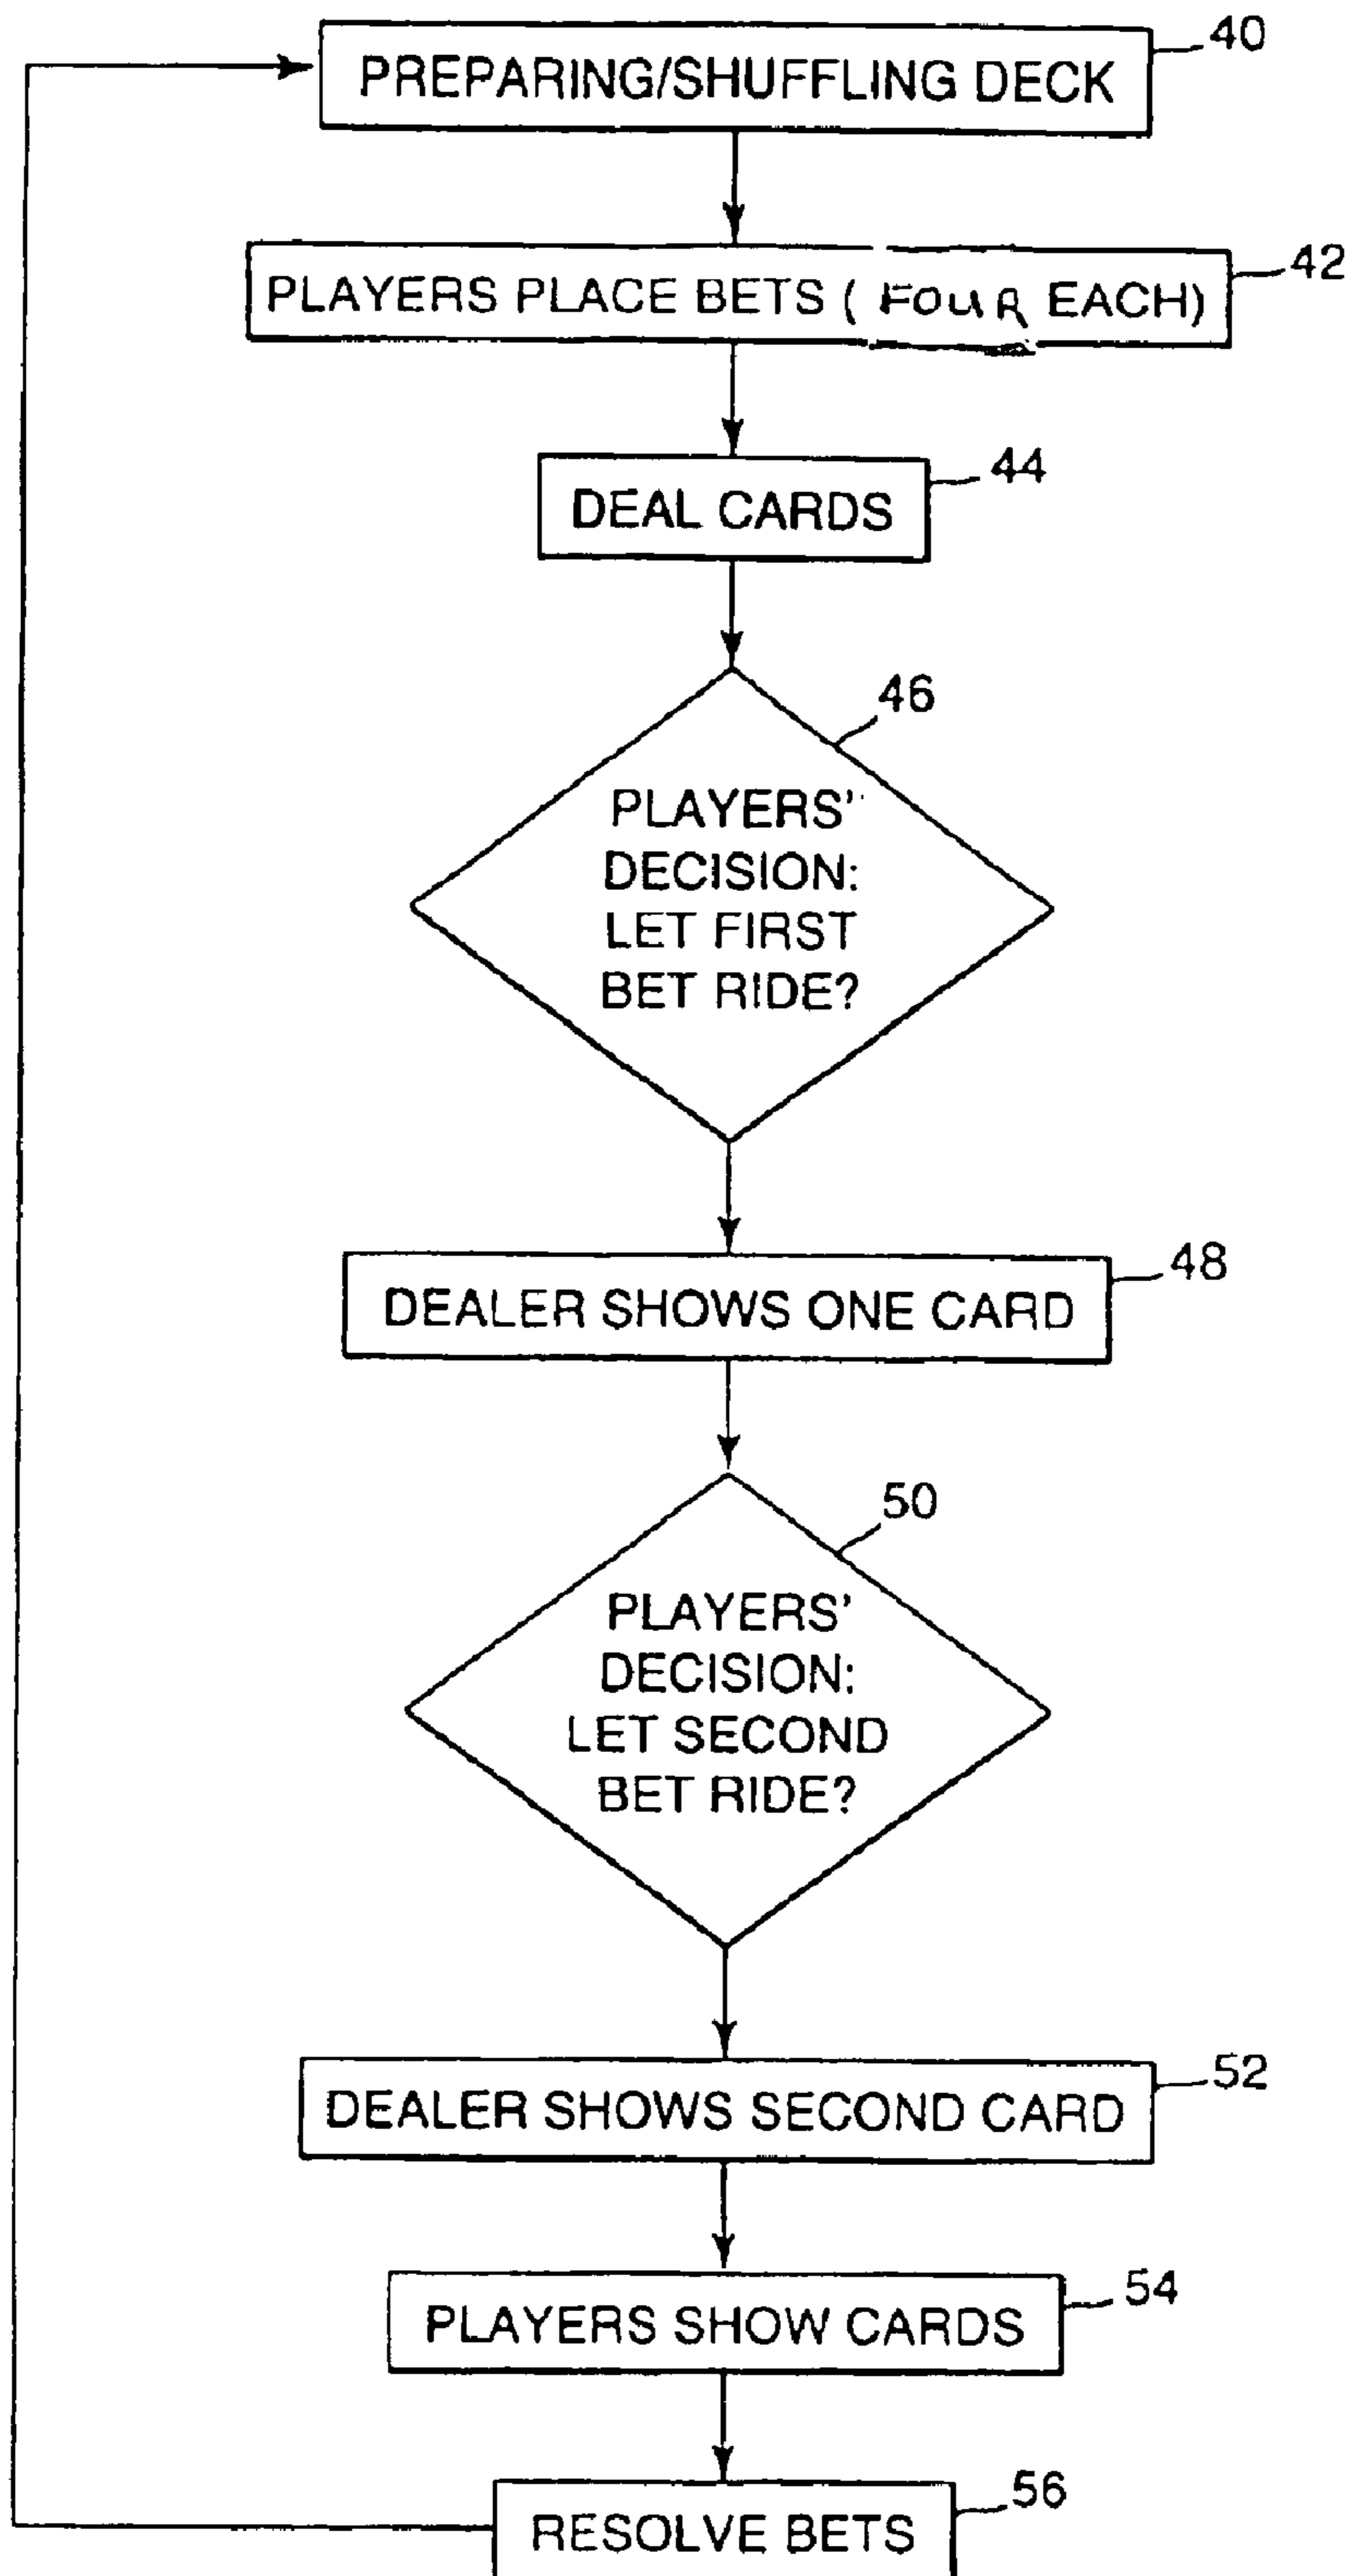 PREPARING/SHUFFLING DECK
40
PLAYERS PLACE BETS ( FOUR EACH)
42
DEAL CARDS
44
46
PLAYERS'
DECISION:
LET FIRST
BET RIDE?
DEALER SHOWS ONE CARD
48
50
PLAYERS'
DECISION:
LET SECOND
BET RIDE?
DEALER SHOWS SECOND CARD
52
PLAYERS SHOW CARDS
54
RESOLVE BETS
56